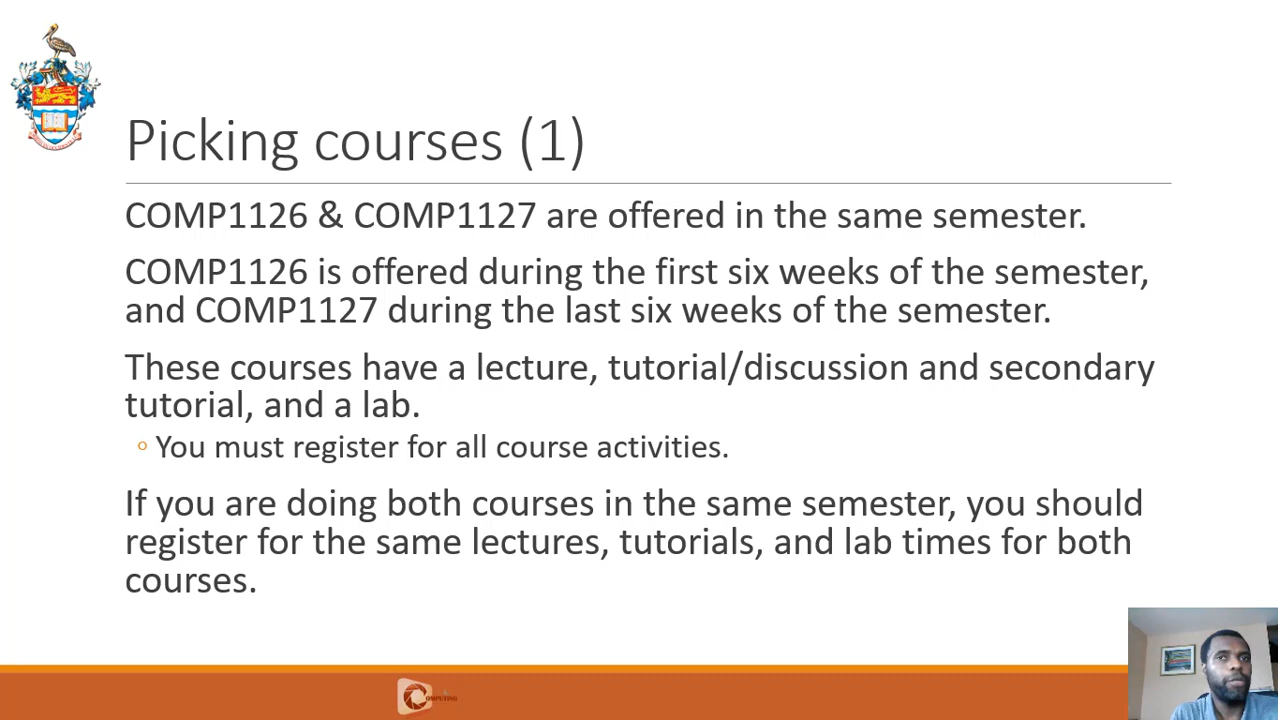 Picking courses (1)
COMP1126 & COMP1127 are offered in the same semester.
COMP1126 is offered during the first six weeks of the semester,
and COMP1127 during the last six weeks of the semester.
These courses have a lecture, tutorial/discussion and secondary
tutorial, and a lab.
◦ You must register for all course activities.
If you are doing both courses in the same semester, you should
register for the same lectures, tutorials, and lab times for both
courses.
COMPUTING